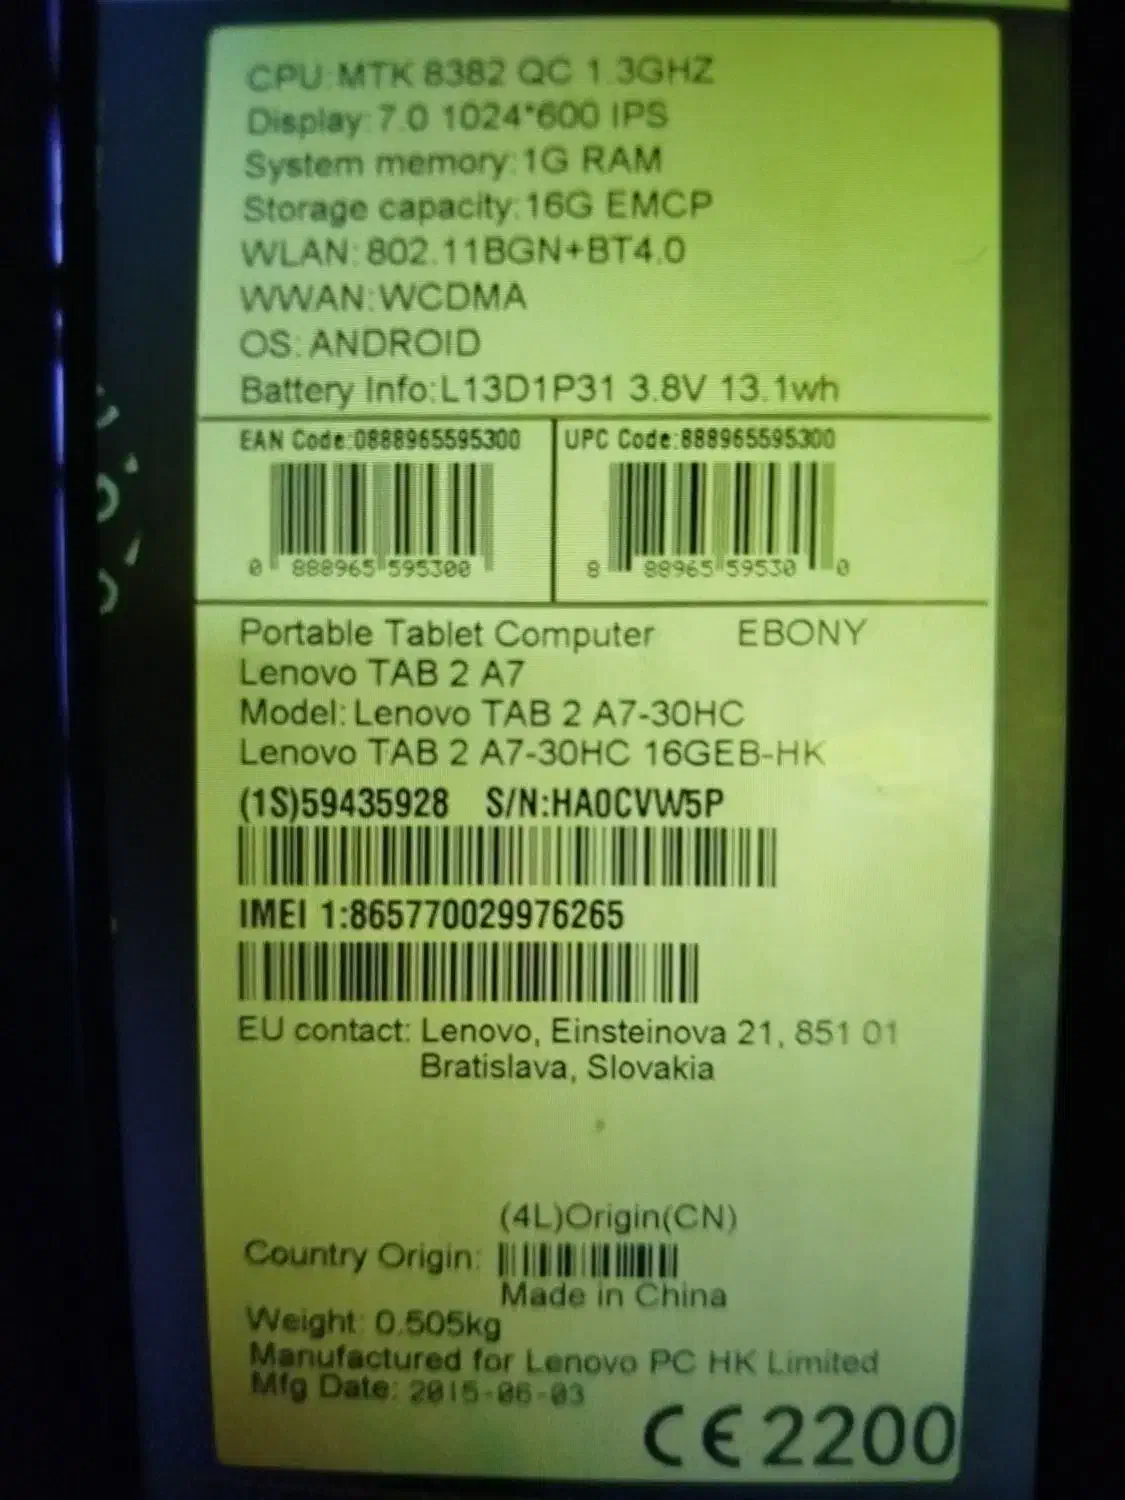 CPU:MTK 8382 QC 1.3GHZ
Display:7.0 1024*600 IPS
System memory:1G RAM
Storage capacity:16G EMCP
WLAN:802.11BGN+BT4.0
WWAN:WCDMA
OS:ANDROID
Battery Info:L13D1P31 3.8V 13.1wh
EAN Code:0888965595300
UPC Code:888965595300
0 888965 595300
8 88965 59530 0
Portable Tablet Computer EBONY
Lenovo TAB 2 A7
Model: Lenovo TAB 2 A7-30HC
Lenovo TAB 2 A7-30HC 16GEB-HK
(1S)59435928 S/N:HA0CVW5P
IMEI 1:865770029976265
EU contact: Lenovo, Einsteinova 21, 851 01
Bratislava, Slovakia
(4L)Origin(CN)
Country Origin:
Made in China
Weight: 0.505kg
Manufactured for Lenovo PC HK Limited
Mfg Date: 2015-06-03
CE2200